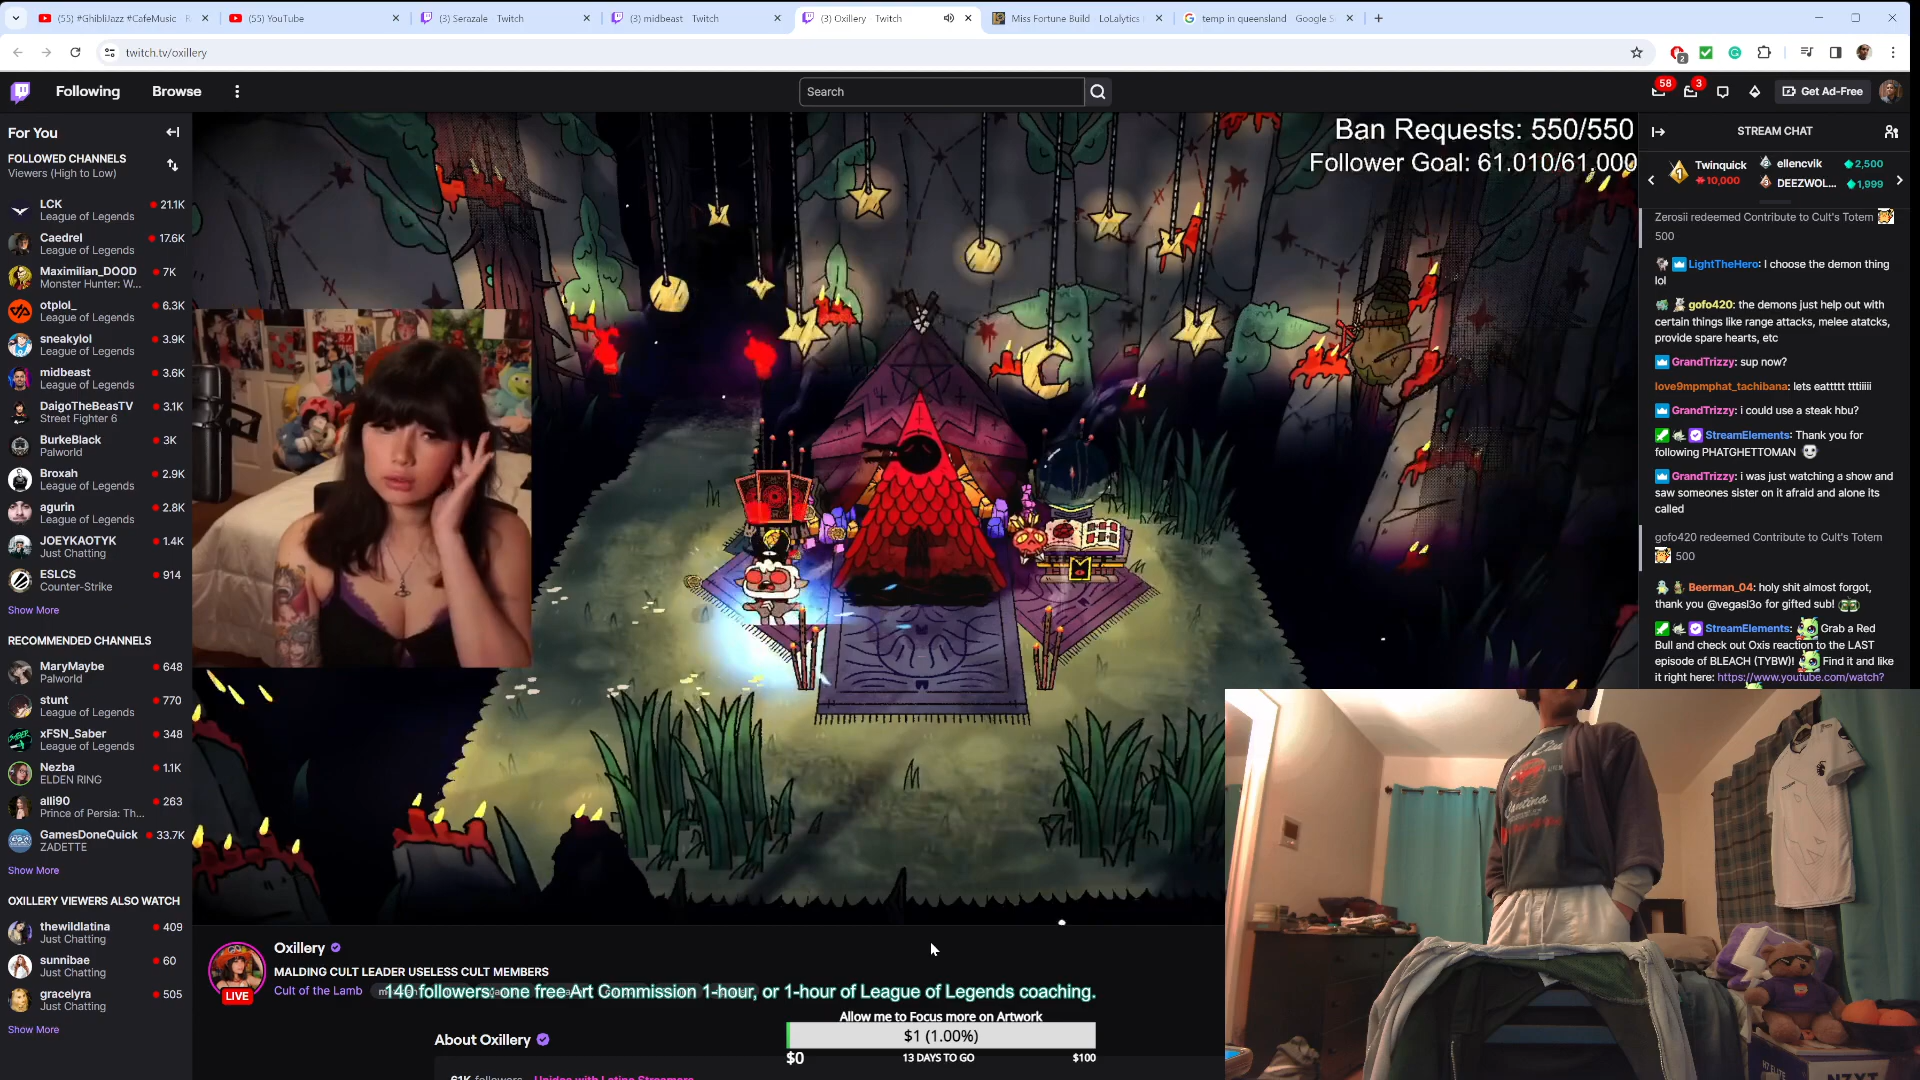 (55) #GhibliJazz #CafeMusic
(55) YouTube
(3) Serazale Twitch
(3) midbeast Twitch
(3) Oxillery Twitch
Miss Fortune Build LoLalytics
temp in queensland Google S
twitch.tv/oxillery
2
Following
Browse
Search
58
3
Get Ad-Free
For You
FOLLOWED CHANNELS
Viewers (High to Low)
LCK 21.1K
League of Legends
Caedrel 17.6K
League of Legends
Maximilian_DOOD 7K
Monster Hunter: W...
otplol_ 6.3K
League of Legends
sneakylol 3.9K
League of Legends
midbeast 3.6K
League of Legends
DaigoTheBeasTV 3.1K
Street Fighter 6
BurkeBlack 3K
Palworld
Broxah 2.9K
League of Legends
agurin 2.8K
League of Legends
JOEYKAOTYK 1.4K
Just Chatting
ESLCS 914
Counter-Strike
Show More
RECOMMENDED CHANNELS
MaryMaybe 648
Palworld
stunt 770
League of Legends
xFSN_Saber 348
League of Legends
Nezba 1.1K
ELDEN RING
alli90 263
Prince of Persia: Th...
GamesDoneQuick 33.7K
ZADETTE
Show More
OXILLERY VIEWERS ALSO WATCH
thewildlatina 409
Just Chatting
sunnibae 60
Just Chatting
gracelyra 505
Just Chatting
Show More
Ban Requests: 550/550
Follower Goal: 61.010/61.000
STREAM CHAT
1 Twinquick 10,000
2 ellencvik 2,500
3 DEEZWOL... 1,999
Zerosii redeemed Contribute to Cult's Totem
500
LightTheHero: I choose the demon thing
lol
gofo420: the demons just help out with
certain things like range attacks, melee atatcks,
provide spare hearts, etc
GrandTrizzy: sup now?
love9mpmphat_tachibana: lets eattttt tttiiiii
GrandTrizzy: i could use a steak hbu?
StreamElements: Thank you for
following PHATGHETTOMAN
GrandTrizzy: i was just watching a show and
saw someones sister on it afraid and alone its
called
gofo420 redeemed Contribute to Cult's Totem
500
Beerman_04: holy shit almost forgot,
thank you @vegasl3o for gifted sub!
StreamElements: Grab a Red
Bull and check out Oxis reaction to the LAST
episode of BLEACH (TYBW)! Find it and like
it right here: https://www.youtube.com/watch?
LIVE
Oxillery
MALDING CULT LEADER USELESS CULT MEMBERS
Cult of the Lamb
140 followers: one free Art Commission 1-hour, or 1-hour of League of Legends coaching.
Allow me to Focus more on Artwork
$1 (1.00%)
$0 13 DAYS TO GO $100
About Oxillery
61K followers Unidos with Latine Streamers
Cantina
NZXT